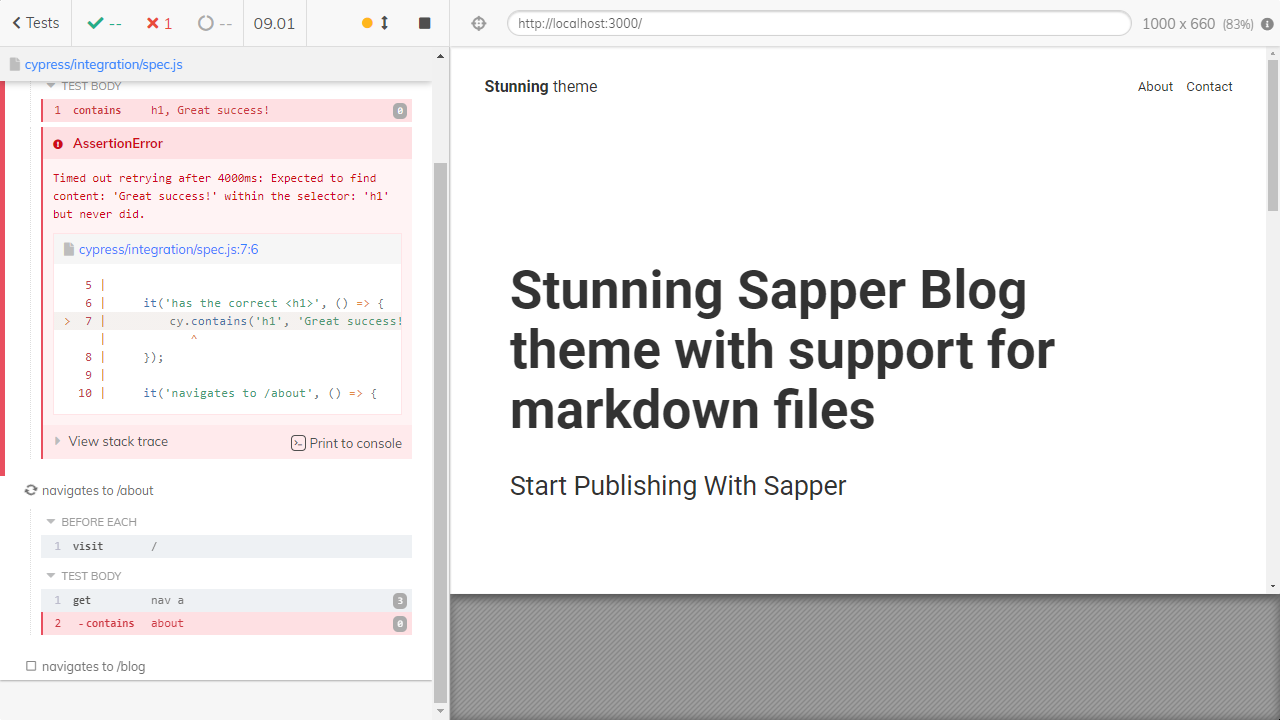 Tests
--
1
--
09.01
http://localhost:3000/
1000 x 660 (83%)
cypress/integration/spec.js
TEST BODY
1 contains h1, Great success! 0
AssertionError
Timed out retrying after 4000ms: Expected to find
content: 'Great success!' within the selector: 'h1'
but never did.
cypress/integration/spec.js:7:6
5 |
6 | it('has the correct <h1>', () => {
> 7 | cy.contains('h1', 'Great success!
| ^
8 | });
9 |
10 | it('navigates to /about', () => {
View stack trace
Print to console
navigates to /about
BEFORE EACH
1 visit /
TEST BODY
1 get nav a 3
2 -contains about 0
navigates to /blog
Stunning theme
About Contact
Stunning Sapper Blog
theme with support for
markdown files
Start Publishing With Sapper